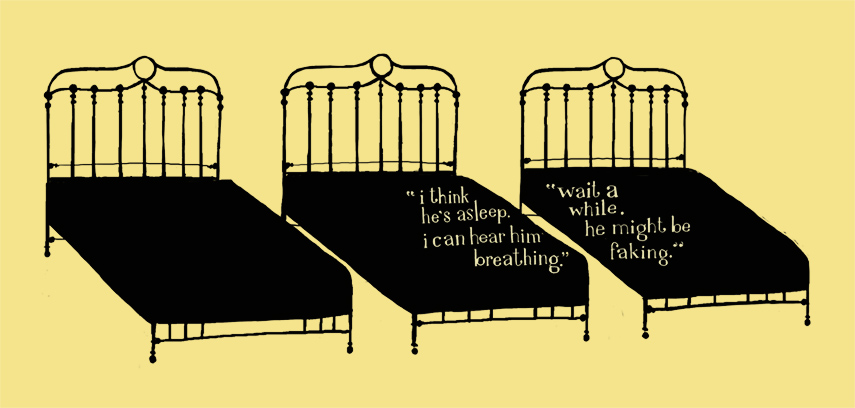 “i think
he's asleep.
i can hear him
breathing.”
“wait a
while.
he might be
faking.”